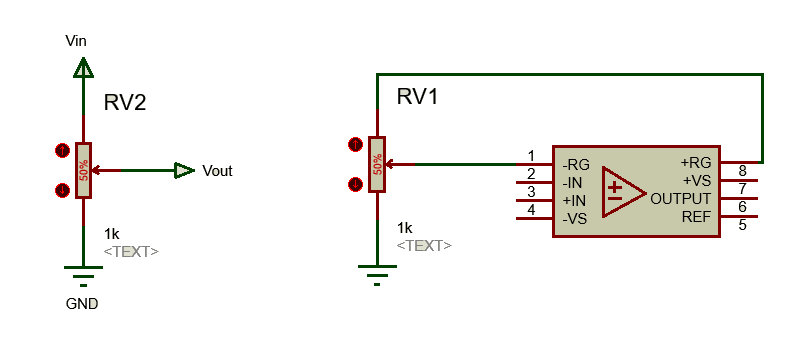 Vin
RV2
50%
Vout
1k
<TEXT>
GND
RV1
50%
1k
<TEXT>
1 -RG +RG 8
2 -IN +VS 7
3 +IN OUTPUT 6
4 -VS REF 5